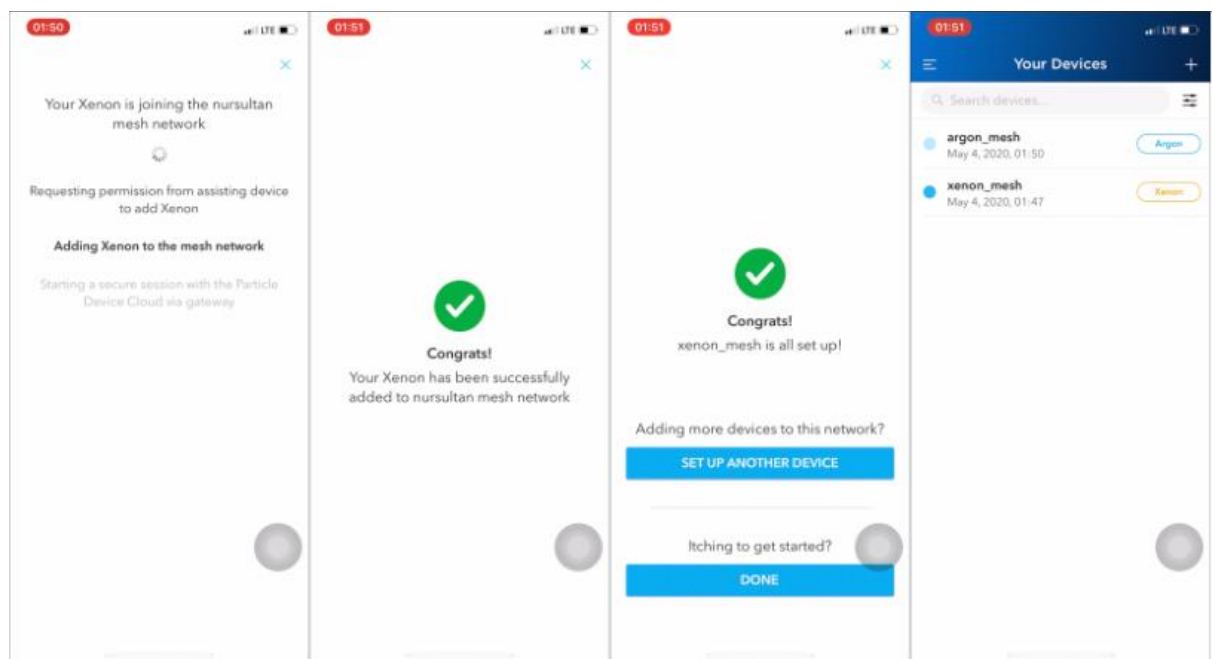 01:50
LTE
Your Xenon is joining the nursultan
mesh network
Requesting permission from assisting device
to add Xenon
Adding Xenon to the mesh network
Starting a secure session with the Particle
Device Cloud via gateway
01:51
LTE
Congrats!
Your Xenon has been successfully
added to nursultan mesh network
01:51
LTE
Congrats!
xenon_mesh is all set up!
Adding more devices to this network?
SET UP ANOTHER DEVICE
Itching to get started?
DONE
01:51
LTE
Your Devices
Search devices...
argon_mesh
Argon
May 4, 2020, 01:50
xenon_mesh
Xenon
May 4, 2020, 01:47